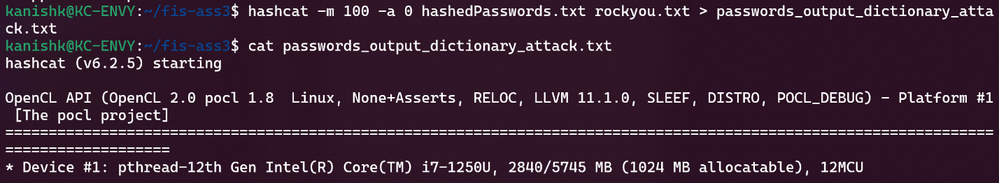 kanishk@KC-ENVY:~/fis-ass3$ hashcat -m 100 -a 0 hashedPasswords.txt rockyou.txt > passwords_output_dictionary_atta
ck.txt
kanishk@KC-ENVY:~/fis-ass3$ cat passwords_output_dictionary_attack.txt
hashcat (v6.2.5) starting
OpenCL API (OpenCL 2.0 pocl 1.8  Linux, None+Asserts, RELOC, LLVM 11.1.0, SLEEF, DISTRO, POCL_DEBUG) - Platform #1
 [The pocl project]
==================================================================================================================
===================
* Device #1: pthread-12th Gen Intel(R) Core(TM) i7-1250U, 2840/5745 MB (1024 MB allocatable), 12MCU